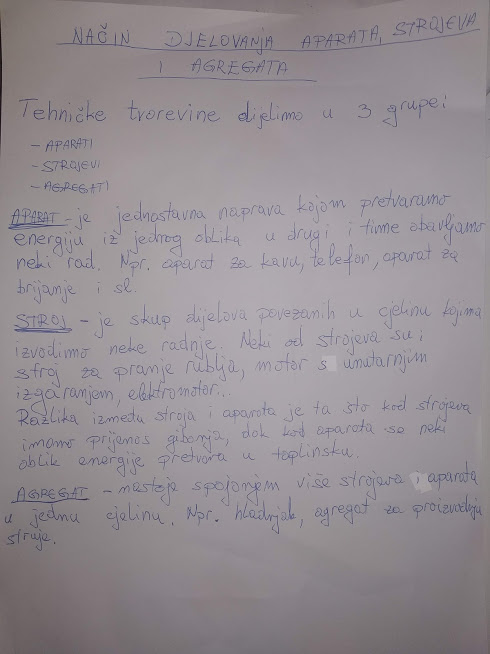 NAČIN DJELOVANJA APARATA, STROJEVA
I AGREGATA
Tehničke tvorevine dijelimo u 3 grupe:
- APARATI
- STROJEVI
- AGREGATI
APARAT - je jednostavna naprava kojom pretvaramo
energiju iz jednog oblika u drugi i time obavljamo
neki rad. Npr. aparat za kavu, telefon, aparat za
brijanje i sl.
STROJ - je skup dijelova povezanih u cjelinu kojima
izvodimo neke radnje. Neki od strojeva su:
stroj za pranje rublja, motor s unutarnjim
izgaranjem, elektromotor...
Razlika između stroja i aparata je ta što kod strojeva
imamo prijenos gibanja, dok kod aparata se neki
oblik energije pretvara u toplinsku.
AGREGAT - nastaje spajanjem više strojeva i aparata
u jednu cjelinu. Npr. hladnjak, agregat za proizvodnju
struje.